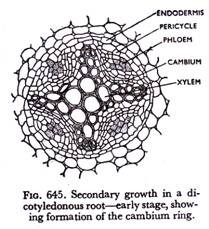 ENDODERMIS
PERICYCLE
PHLOEM
CAMBIUM
XYLEM
FIG. 645. Secondary growth in a di-
cotyledonous root—early stage, show-
ing formation of the cambium ring.